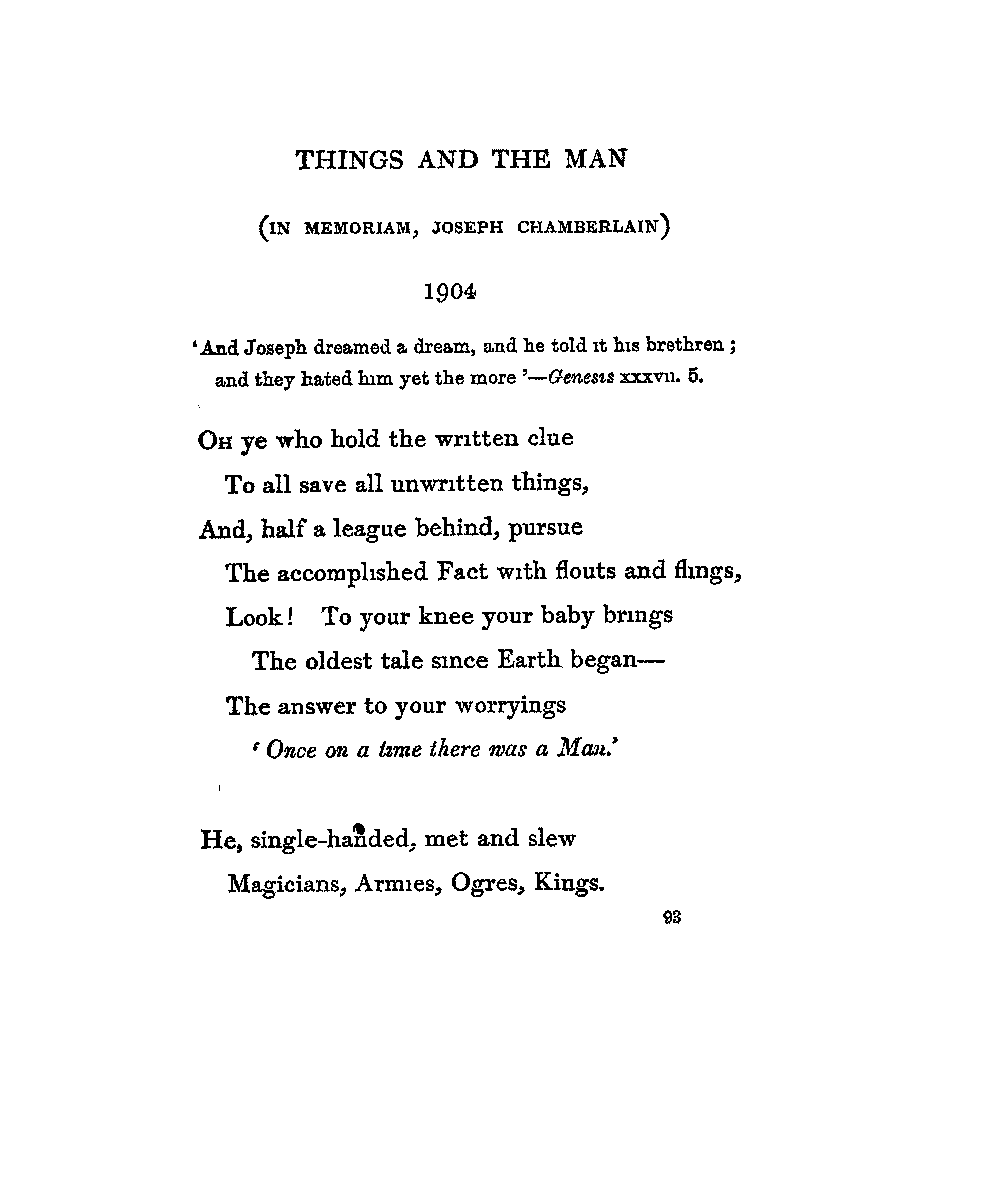 THINGS AND THE MAN
(IN MEMORIAM, JOSEPH CHAMBERLAIN)
1904
'And Joseph dreamed a dream, and he told it his brethren;
and they hated him yet the more'—Genesis xxxvii. 5.
OH ye who hold the written clue
To all save all unwritten things,
And, half a league behind, pursue
The accomplished Fact with flouts and flings,
Look! To your knee your baby brings
The oldest tale since Earth began—
The answer to your worryings
'Once on a time there was a Man.'
He, single-handed, met and slew
Magicians, Armies, Ogres, Kings.
93